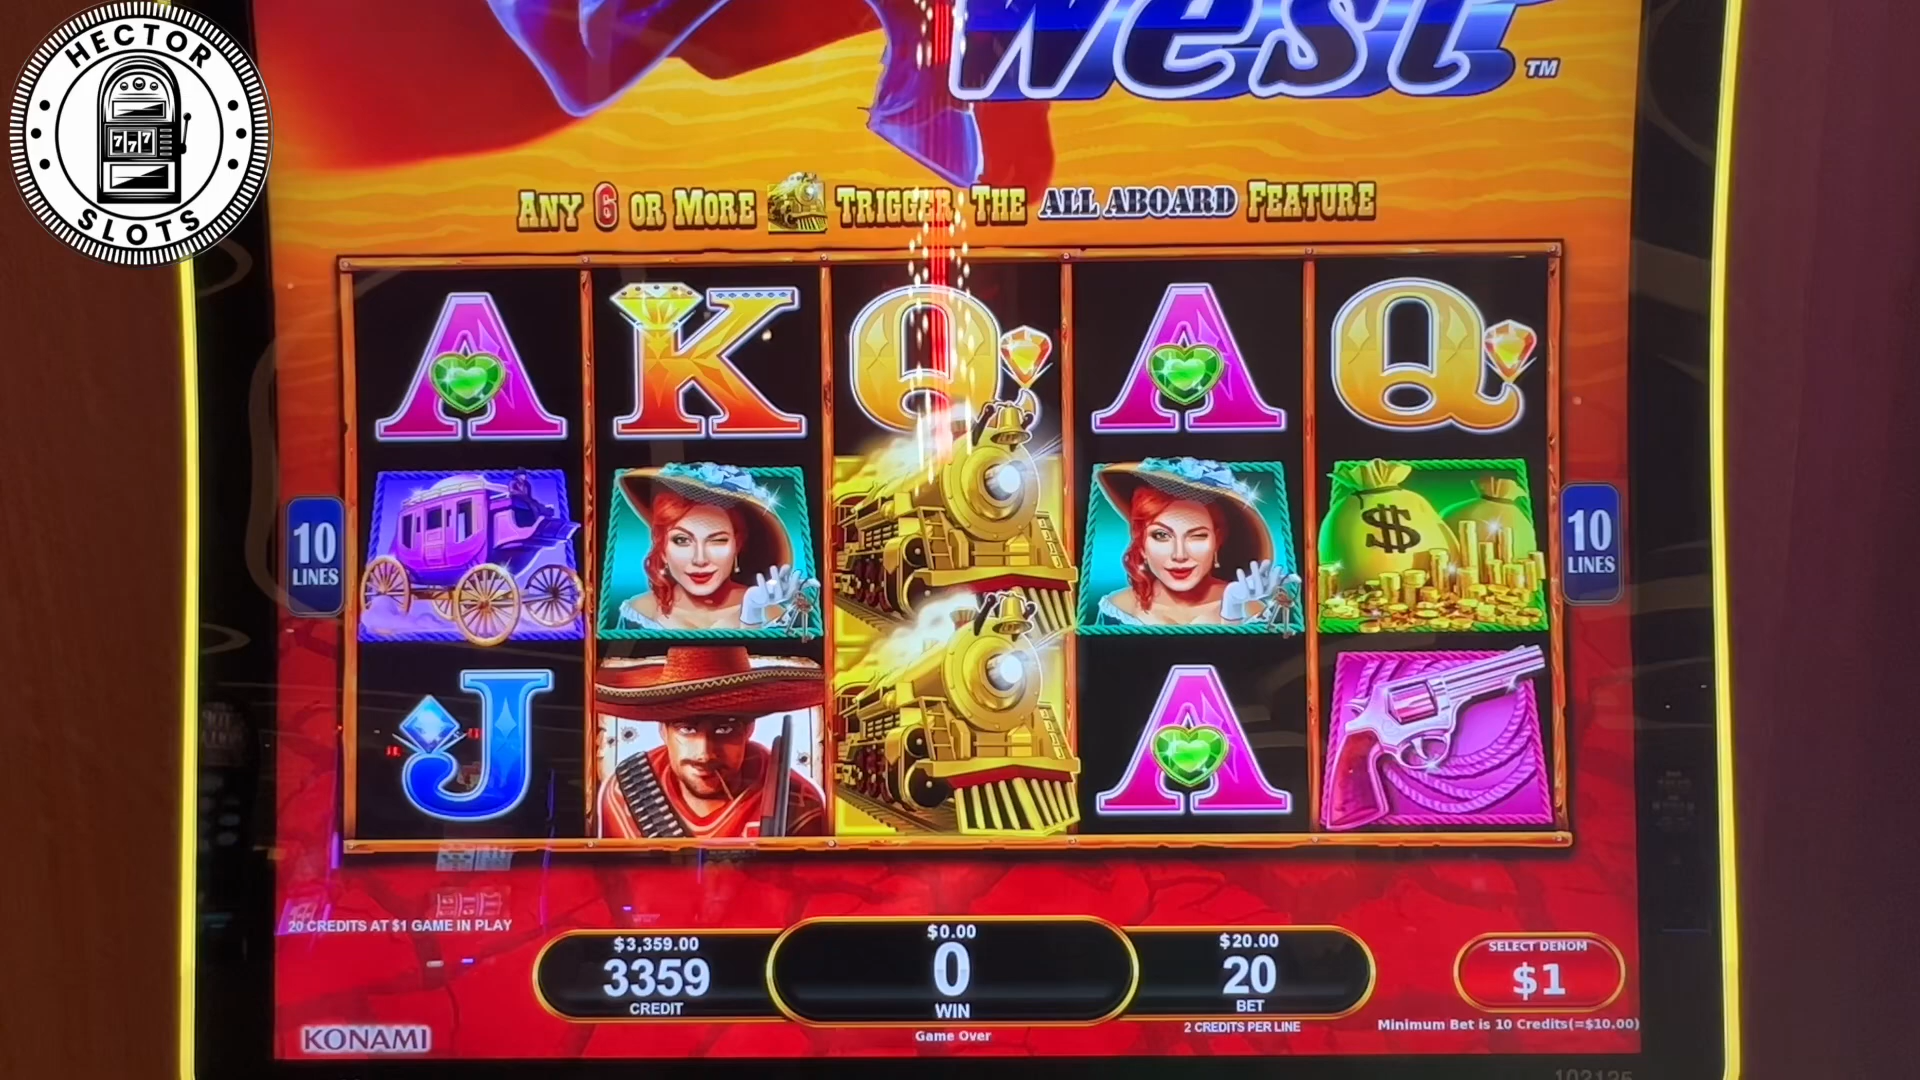 HECTOR
777
SLOTS
West™
ANY 6 OR MORE TRIGGER THE ALL ABOARD FEATURE
A K Q A Q
10 LINES
$
10 LINES
J A
20 CREDITS AT $1 GAME IN PLAY
$3,359.00
3359
CREDIT
$0.00
0
WIN
Game Over
$20.00
20
BET
2 CREDITS PER LINE
SELECT DENOM
$1
Minimum Bet is 10 Credits(=$10.00)
KONAMI